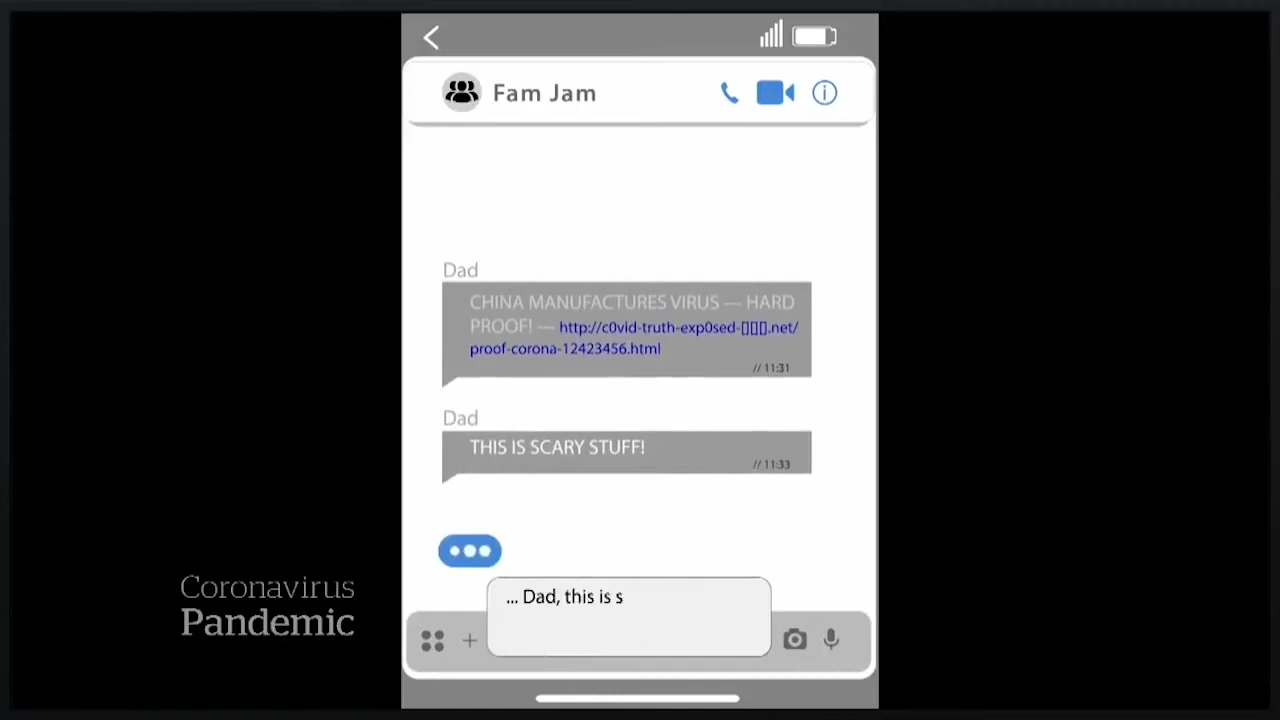 Fam Jam
Dad
CHINA MANUFACTURES VIRUS — HARD
PROOF! — http://c0vid-truth-exp0sed-[][][].net/
proof-corona-12423456.html
// 11:31
Dad
THIS IS SCARY STUFF!
// 11:33
... Dad, this is s
Coronavirus
Pandemic